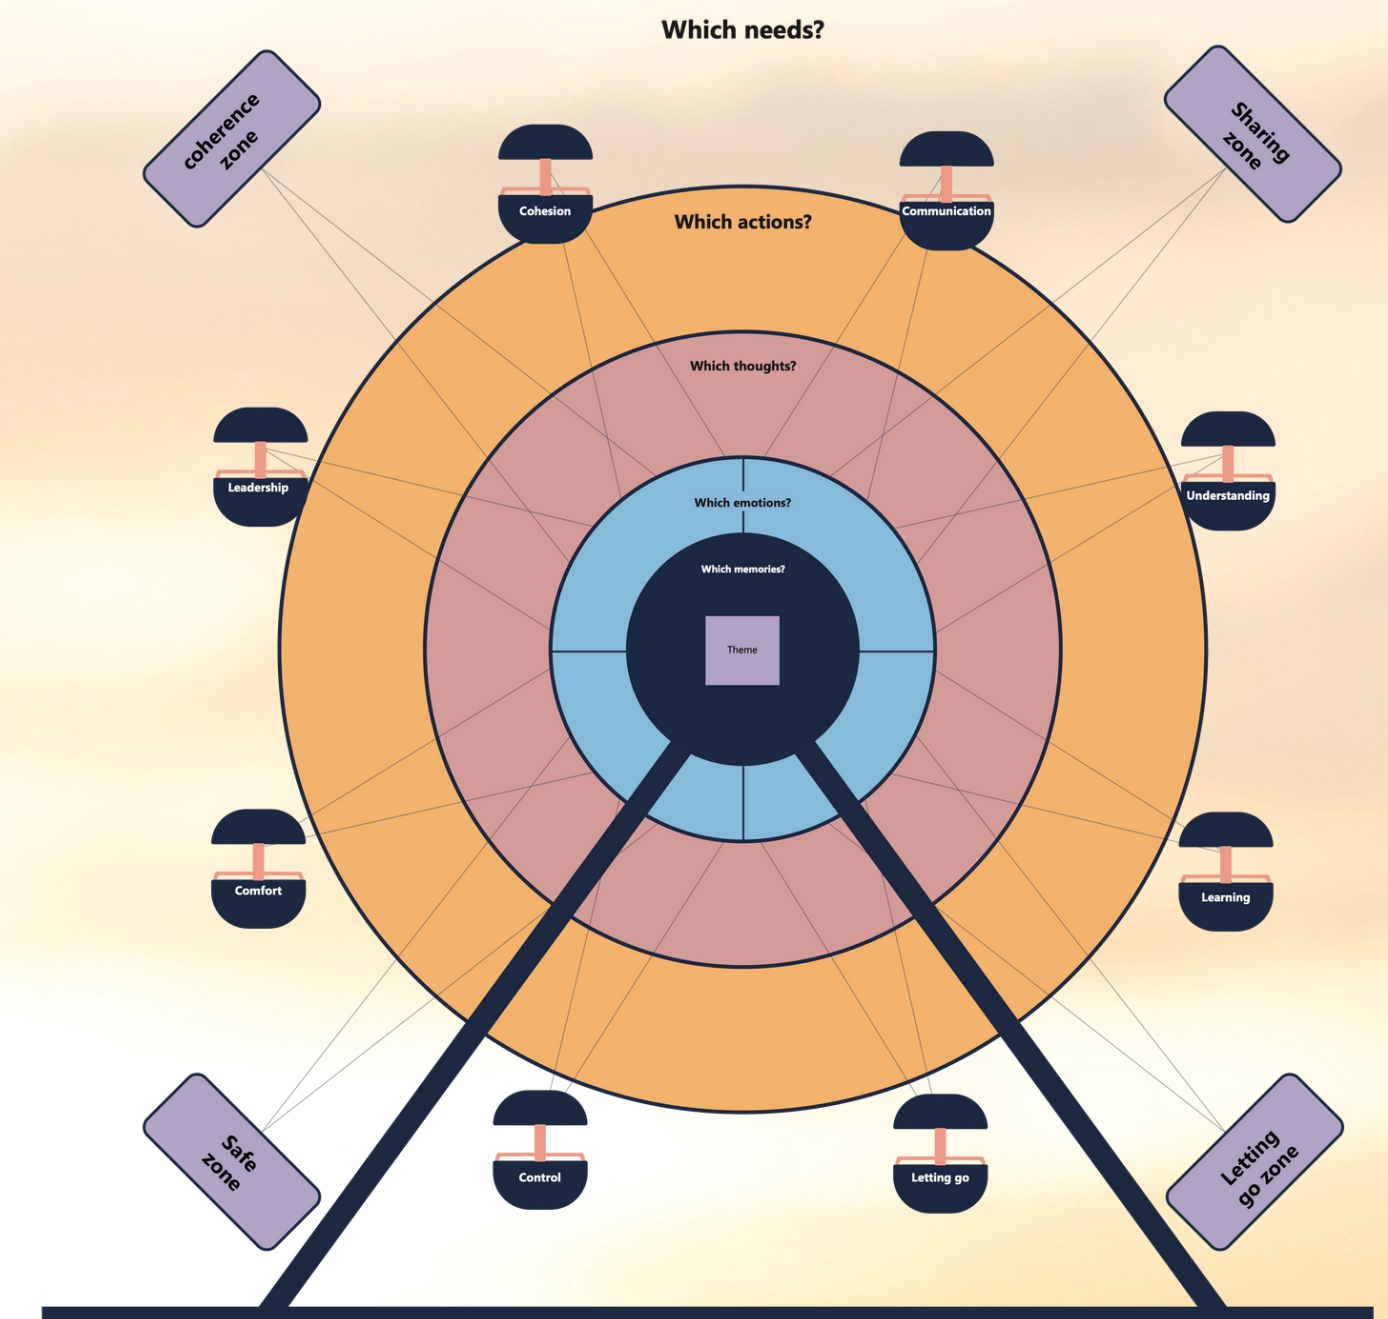 Which needs?
coherence
zone
Sharing
zone
Cohesion
Communication
Which actions?
Which thoughts?
Leadership
Understanding
Which emotions?
Which memories?
Theme
Comfort
Learning
Safe
zone
Control
Letting go
Letting
go zone